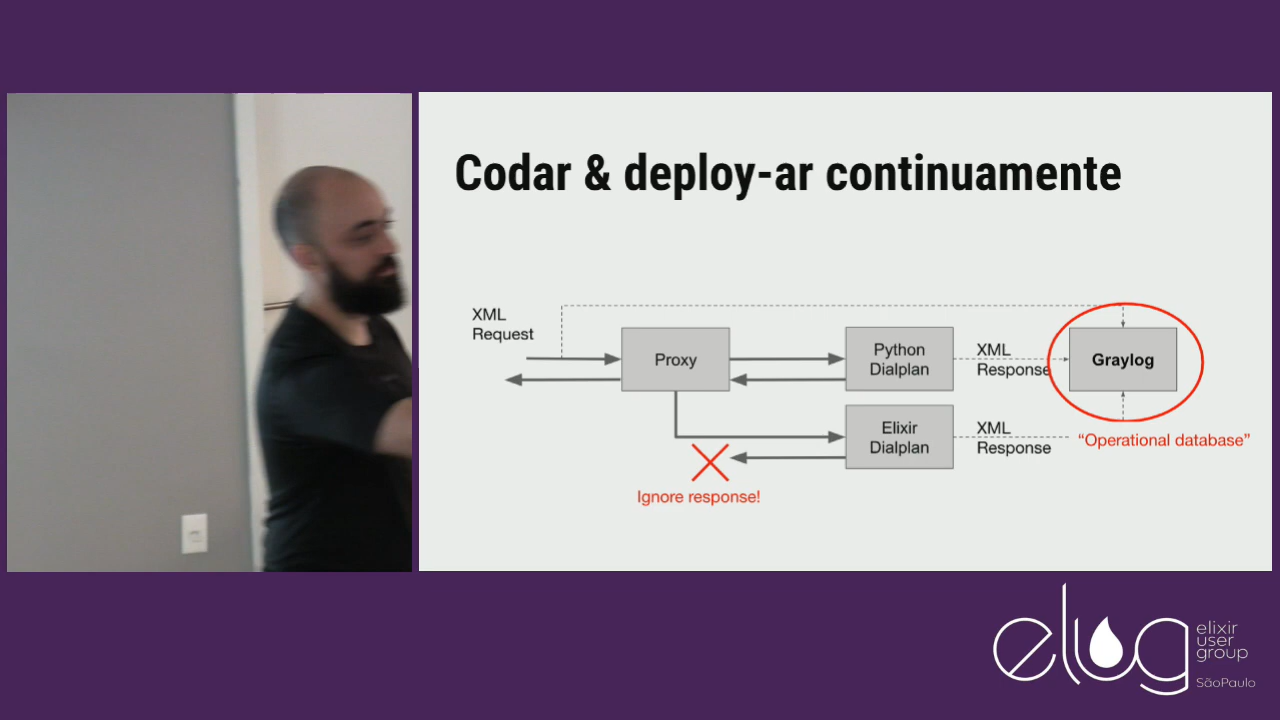 Codar & deploy-ar continuamente
XML
Request
Proxy
Python
Dialplan
XML
Response
Graylog
Elixir
Dialplan
XML
Response
“Operational database”
Ignore response!
elug
elixir
user
group
SãoPaulo